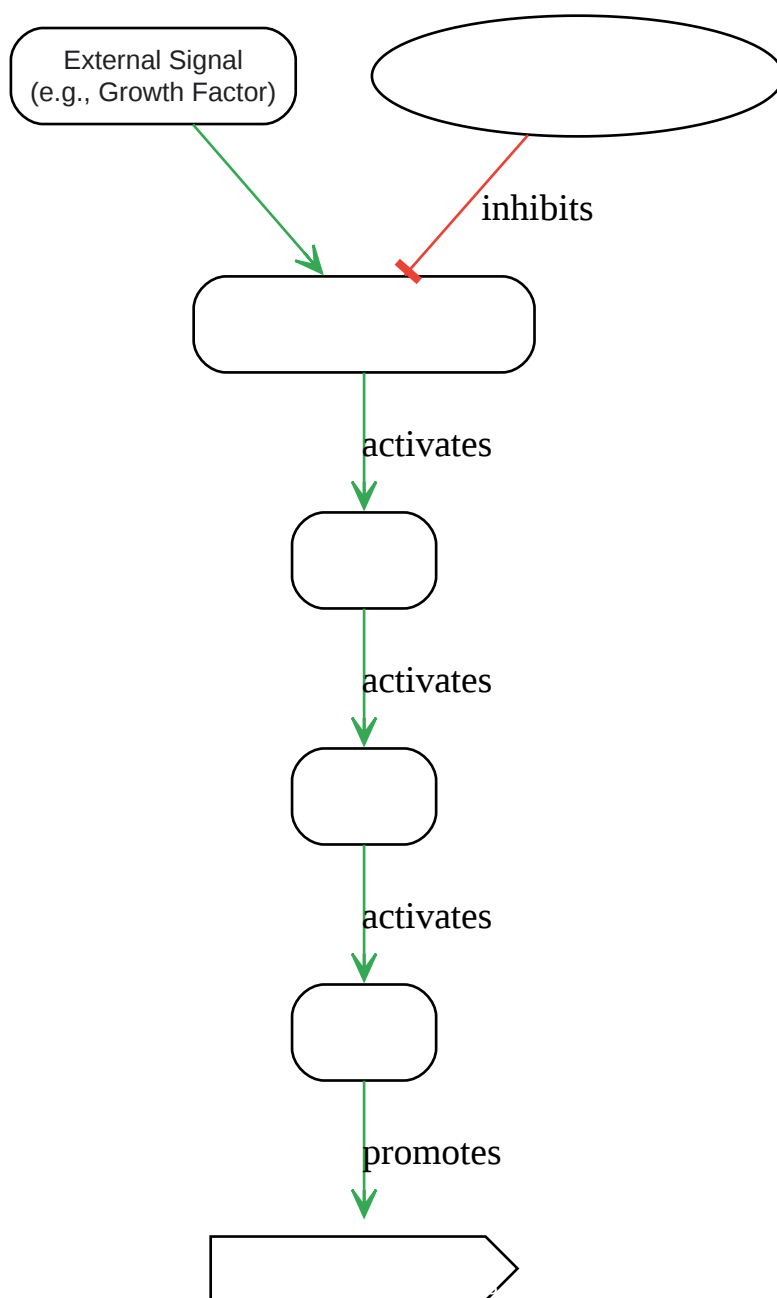 External Signal
(e.g., Growth Factor)
inhibits
activates
activates
activates
promotes